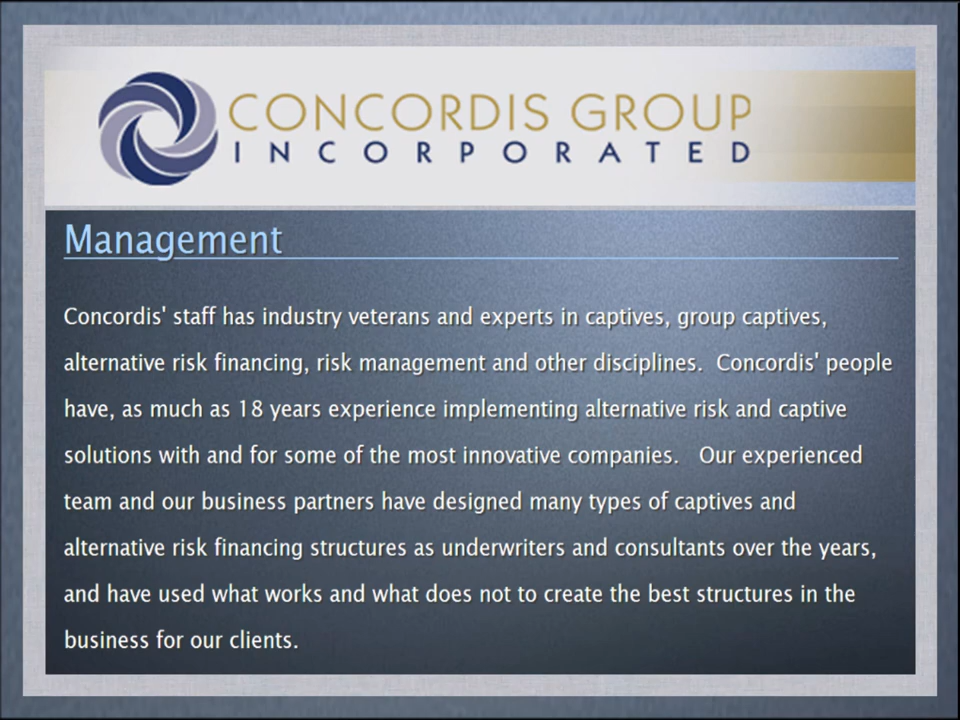 CONCORDIS GROUP
INCORPORATED
Management
Concordis' staff has industry veterans and experts in captives, group captives,
alternative risk financing, risk management and other disciplines.  Concordis' people
have, as much as 18 years experience implementing alternative risk and captive
solutions with and for some of the most innovative companies.   Our experienced
team and our business partners have designed many types of captives and
alternative risk financing structures as underwriters and consultants over the years,
and have used what works and what does not to create the best structures in the
business for our clients.